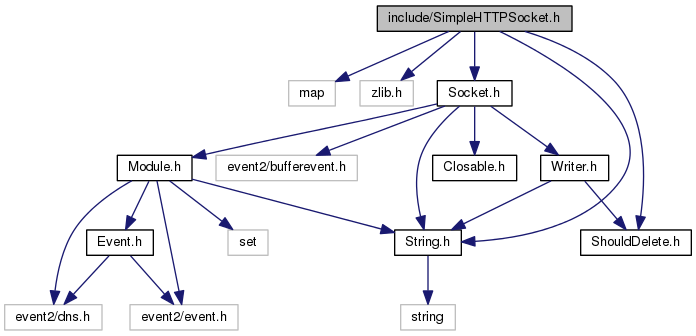 include/SimpleHTTPSocket.h
map
zlib.h
Socket.h
Module.h
event2/bufferevent.h
Closable.h
Writer.h
Event.h
set
String.h
ShouldDelete.h
event2/dns.h
event2/event.h
string